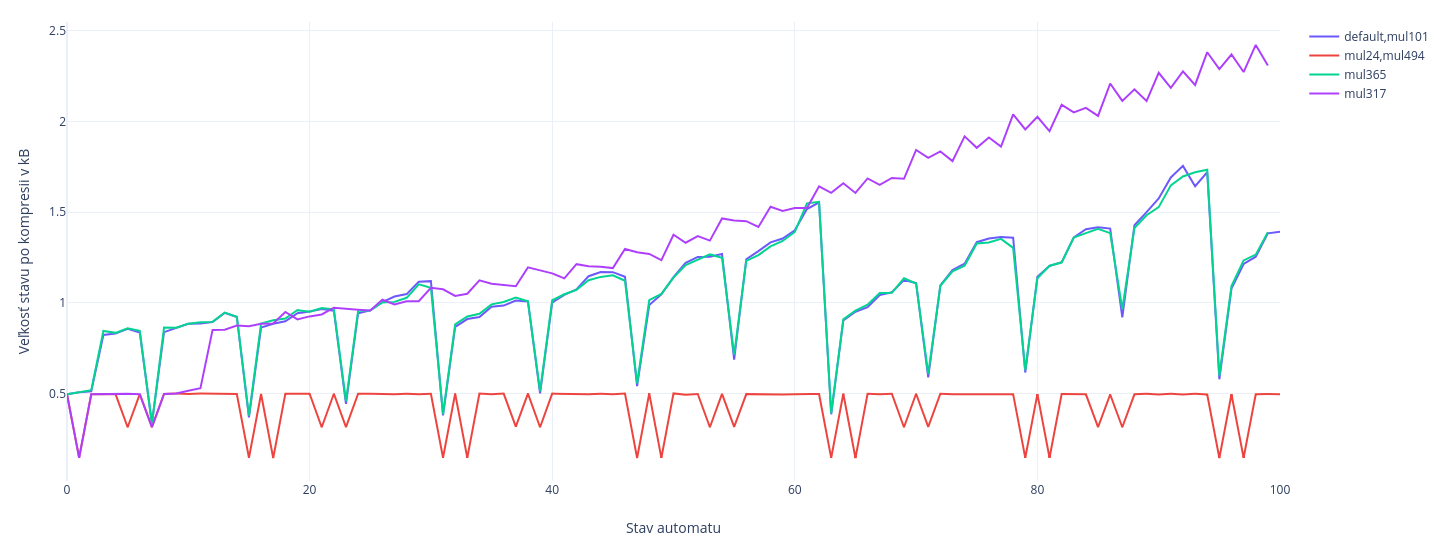 2.5
2
1.5
1
0.5
Veľkosť stavu po kompresii v kB
0 20 40 60 80 100
Stav automatu
default,mul101
mul24,mul494
mul365
mul317